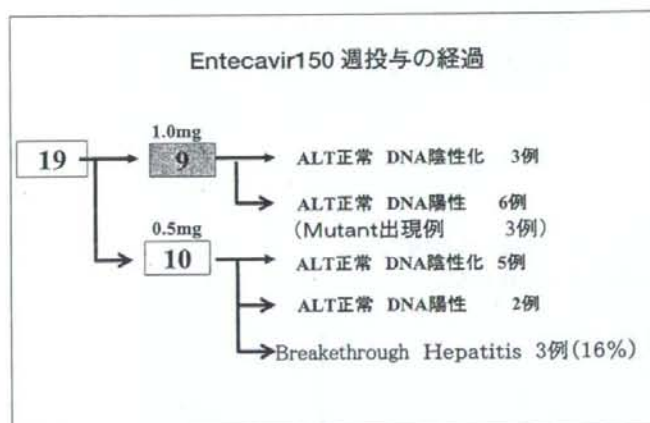 Entecavir150 週投与の経過
1.0mg
19
9
ALT正常 DNA陰性化 3例
ALT正常 DNA陽性 6例
(Mutant出現例 3例)
0.5mg
10
ALT正常 DNA陰性化 5例
ALT正常 DNA陽性 2例
Breakethrough Hepatitis 3例(16%)